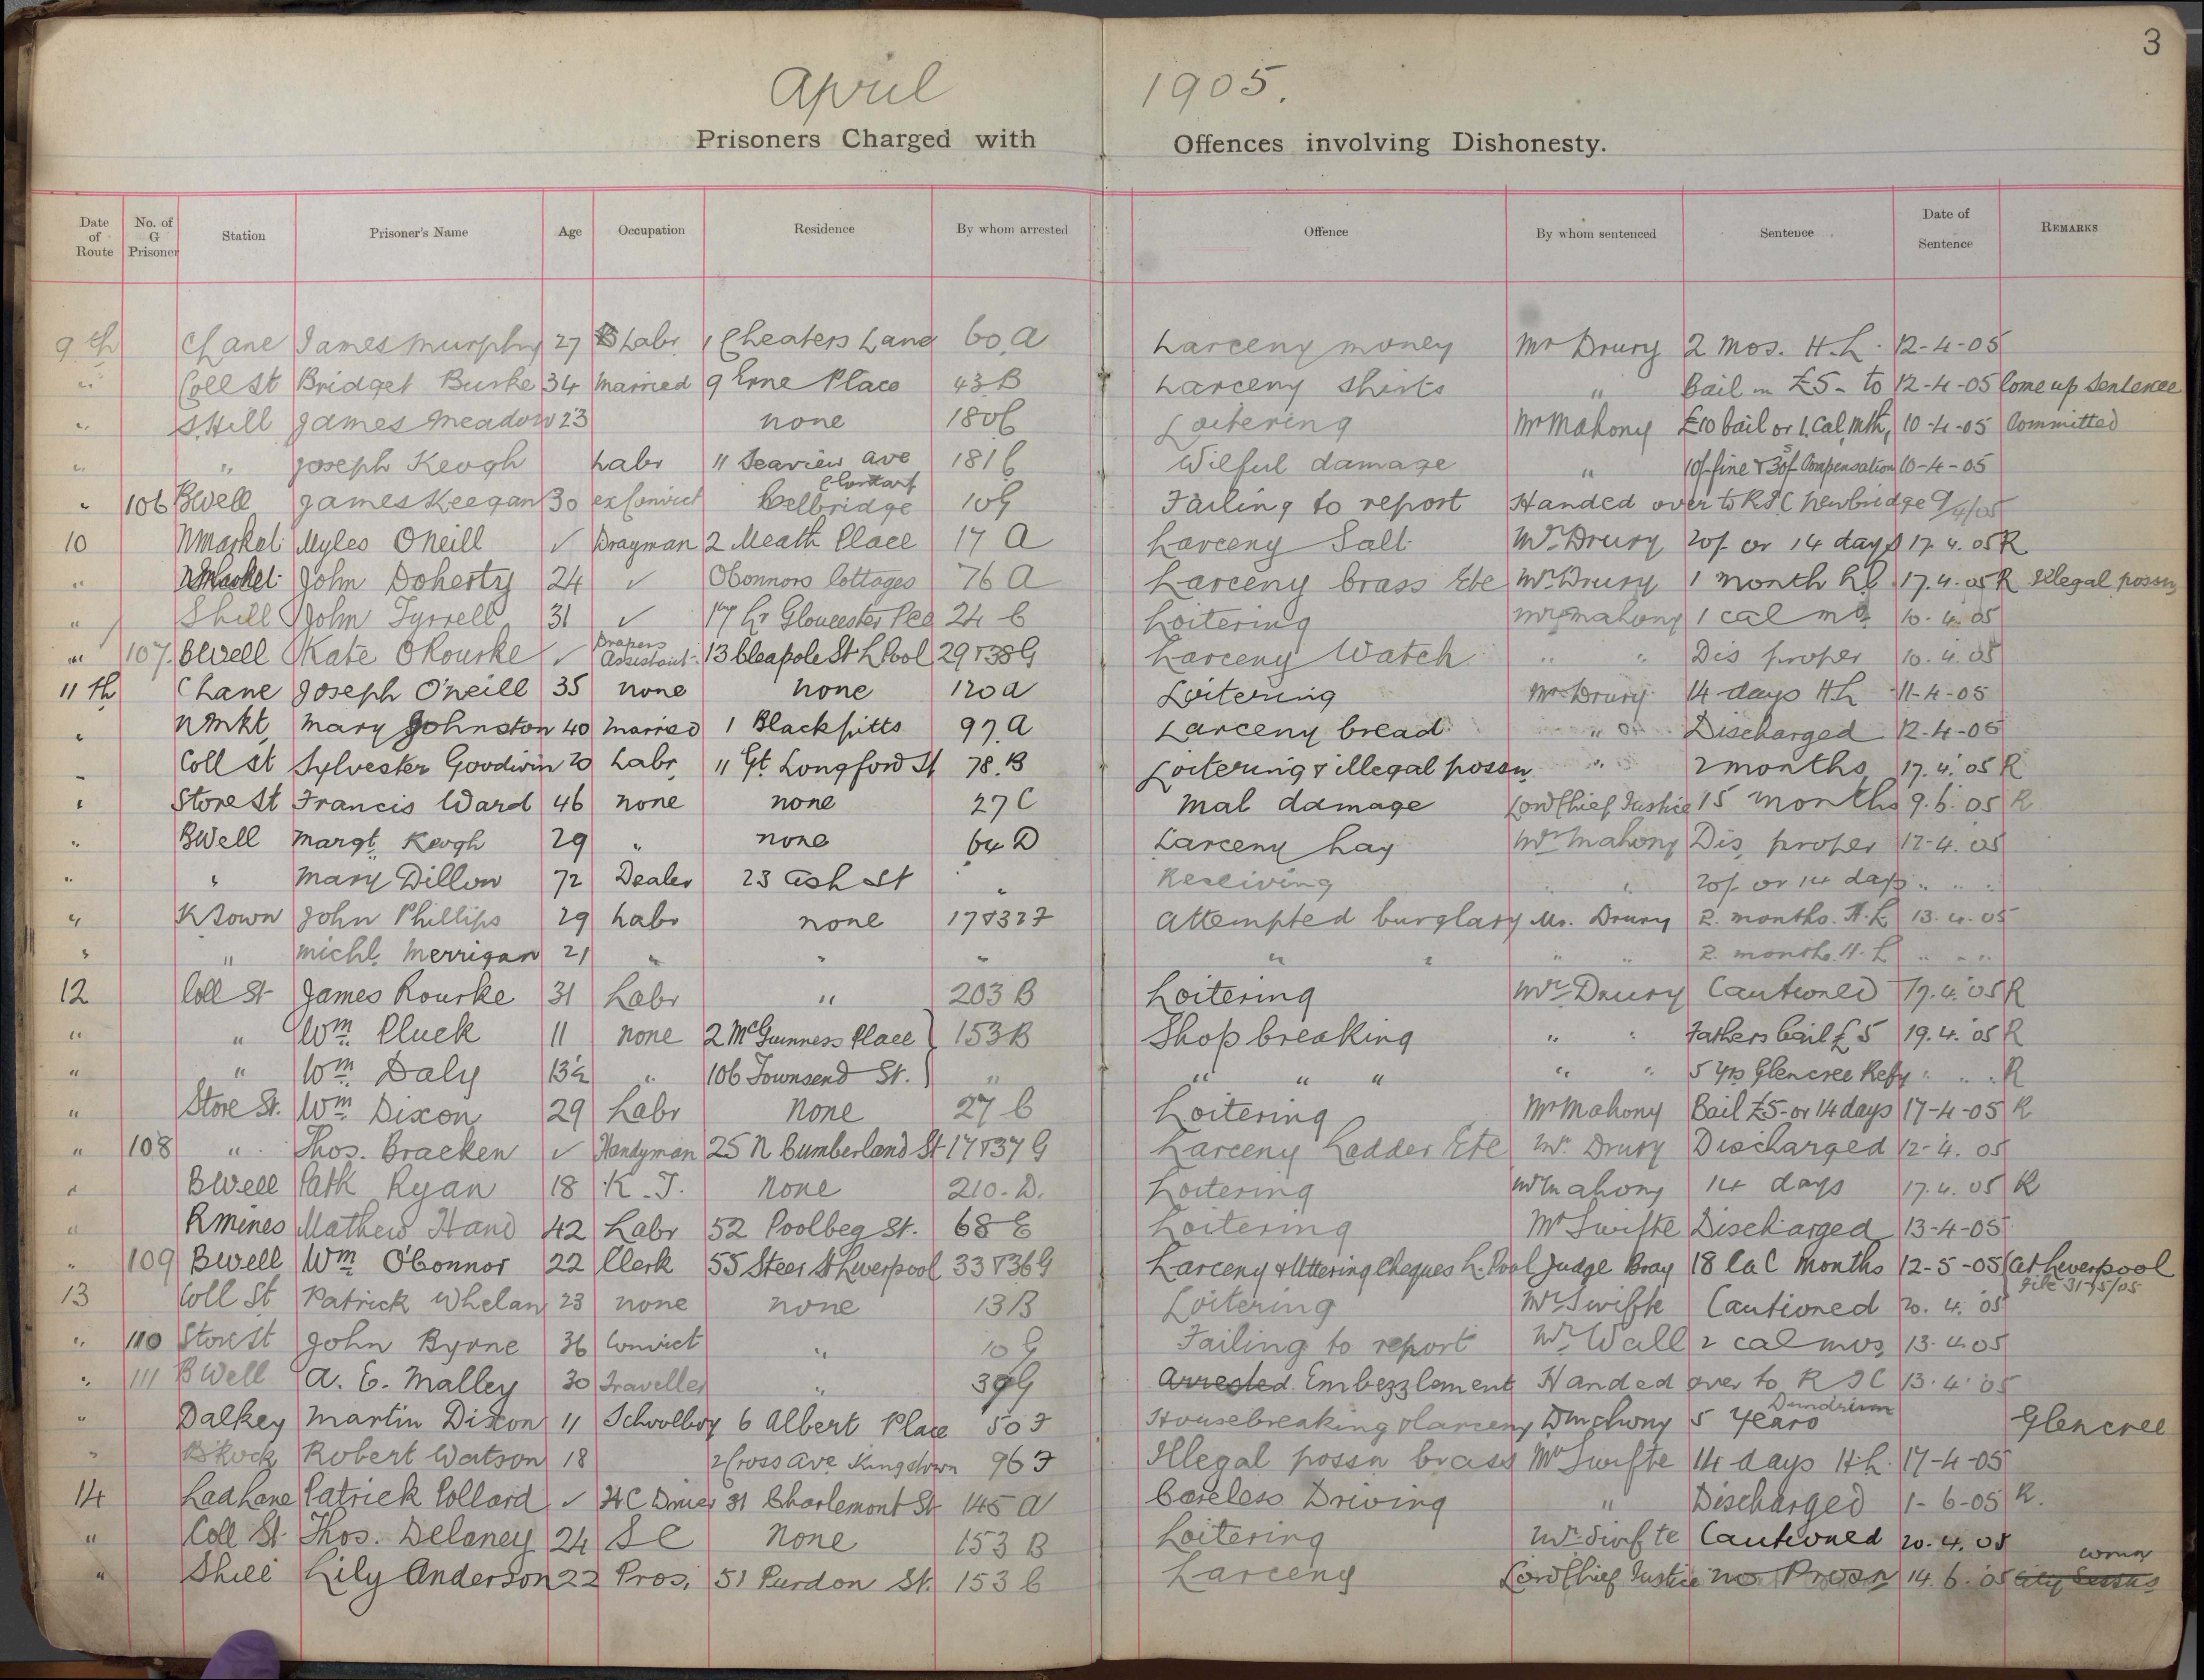 3
April 1905.
Prisoners Charged with Offences involving Dishonesty.
Date of Route No. of G Prisoner Station Prisoner's Name Age Occupation Residence By whom arrested Offence By whom sentenced Sentence Date of Sentence REMARKS
9th C Lane James Murphy 27 Labr 1 Cheaters Lane 60 A Larceny money Mr Drury 2 mos. H.L. 12-4-05
" Coll St Bridget Burke 34 Married 9 Erne Place 43 B Larceny shirts " Bail in £5 - to 12-4-05 Come up Sentence
" S. Hill James Meadow 23 none 180 C Loitering Mr Mahony £10 bail or 1 Cal. Mth, 10-4-05 Committed
" " Joseph Keogh Labr 11 Seaview ave Clontarf 181 C Wilful damage " 10/- fine & 30/- Compensation 10-4-05
" 106 BWell James Keegan 30 ex Convict Celbridge 10 G Failing to report Handed over to R I C Newbridge 9/4/05
10 N Market Myles O'Neill ✓ Drayman 2 Meath Place 17 A Larceny Salt Mr Drury 20/- or 14 days 17. 4. 05 R
" N Market John Doherty 24 ✓ O'Connors Cottages 76 A Larceny brass Etc Mr Drury 1 month h.l. 17. 4. 05 R Illegal possn
" S hill John Tyrrell 31 ✓ 17 Lr Gloucester Plce 24 C Loitering Mr Mahony 1 cal mo. 10. 4. 05
" 107. BWell Kate O'Rourke ✓ Drapers Assistant 13 Cleapole St L Pool 29 & 38 G Larceny Watch " " Dis proper 10. 4. 05
11th C Lane Joseph O'neill 35 none none 120 A Loitering Mr Drury 14 days H L 11-4-05
" N Mkt, Mary Johnston 40 Married 1 Blackpitts 97. A Larceny bread " Discharged 12-4-05
" Coll St Sylvester Goodwin 20 Labr, 11 Gt. Longford St 78. B Loitering & illegal possn " 2 months 17. 4. 05 R
" Store St Francis Ward 46 none none 27 C Mal damage Lord Chief Justice 15 months 9. 6. 05 R
" BWell Margt Keogh 29 " none 64 D Larceny hay Mr Mahony Dis, proper 12-4. 05
" " Mary Dillon 72 Dealer 23 Ash St " Receiving " " 20/- or 14 days " " "
" K Town John Phillips 29 Labr none 17 & 32 F Attempted burglary Mr. Drury 2. months. H. L 13. 4. 05
" " Michl. Merrigan 21 " " " " " " " 2. months. H. L " " "
12 Coll St James Rourke 31 Labr " 203 B Loitering Mr Drury Cautioned 17. 4. 05 R
" " Wm Pluck 11 none 2 McGuinness Place 153 B Shop breaking " " Fathers bail £5 19. 4. 05 R
" " Wm Daly 13½ " 106 Townsend St. " " " " " " 5 yrs Glencree Refy " " " R
" Store St. Wm Dixon 29 Labr none 27 C Loitering Mr Mahony Bail £5- or 14 days 17-4-05 R
" 108 " Thos. Bracken ✓ Handyman 25 N Cumberland St 17 & 37 G Larceny Ladder Etc Mr. Drury Discharged 12-4. 05
" BWell Patk Ryan 18 K. T. none 210. D. Loitering Mr Mahony 14 days 17. 4. 05 R
" R mines Mathew Hand 42 Labr 52 Poolbeg St. 68 E Loitering Mr Swifte Discharged 13-4-05
" 109 Bwell Wm O'Connor 22 Clerk 55 Steer St Liverpool 33 & 36 G Larceny & Uttering Cheques L. Pool Judge Bray 18 Cal Months 12-5-05 (at Liverpool
File 31/5/05
13 Coll St Patrick Whelan 23 none none 13 B Loitering Mr Swifte Cautioned 20. 4. 05
" 110 Store St John Byrne 36 Convict " 10 G Failing to report Mr. Wall 2 cal mos, 13. 4 05
" 111 B Well A. E. Malley 30 Traveller " 39 G Arrested Embezzlement Handed over to R I C Dundrum 13. 4. 05
" Dalkey Martin Dixon 11 Schoolboy 6 Albert Place 50 F Housebreaking & larceny 5 years Glencree
" B'Rock Robert Watson 18 2 Cross Ave Kingstown 96 F Illegal possn brass Mr Swifte 14 days H.L. 17-4-05
14 Lad Lane Patrick Pollard ✓ H C Driver 31 Charlemont St 145 A Careless Driving " Discharged 1-6-05 R.
" Coll St. Thos. Delaney 24 S C none 153 B Loitering Mr Swifte Cautioned 20. 4. 05
" S hill Lily Anderson 22 Pros, 51 Purdon St. 153 C Larceny Lord Chief Justice no Prosn 14. 6. 05 City Sessns